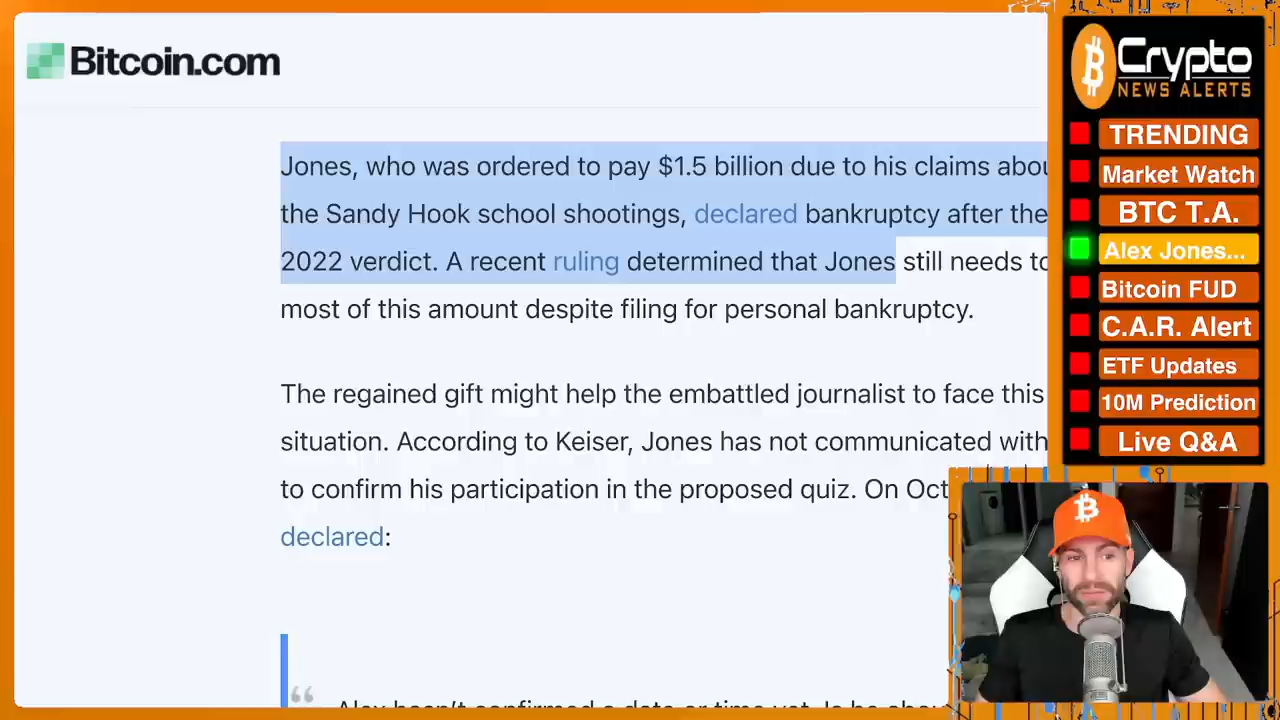 Bitcoin.com
Jones, who was ordered to pay $1.5 billion due to his claims abou
the Sandy Hook school shootings, declared bankruptcy after the
2022 verdict. A recent ruling determined that Jones still needs to
most of this amount despite filing for personal bankruptcy.
The regained gift might help the embattled journalist to face this
situation. According to Keiser, Jones has not communicated with
to confirm his participation in the proposed quiz. On Oct
declared:
“
Crypto
NEWS ALERTS
TRENDING
Market Watch
BTC T.A.
Alex Jones...
Bitcoin FUD
C.A.R. Alert
ETF Updates
10M Prediction
Live Q&A